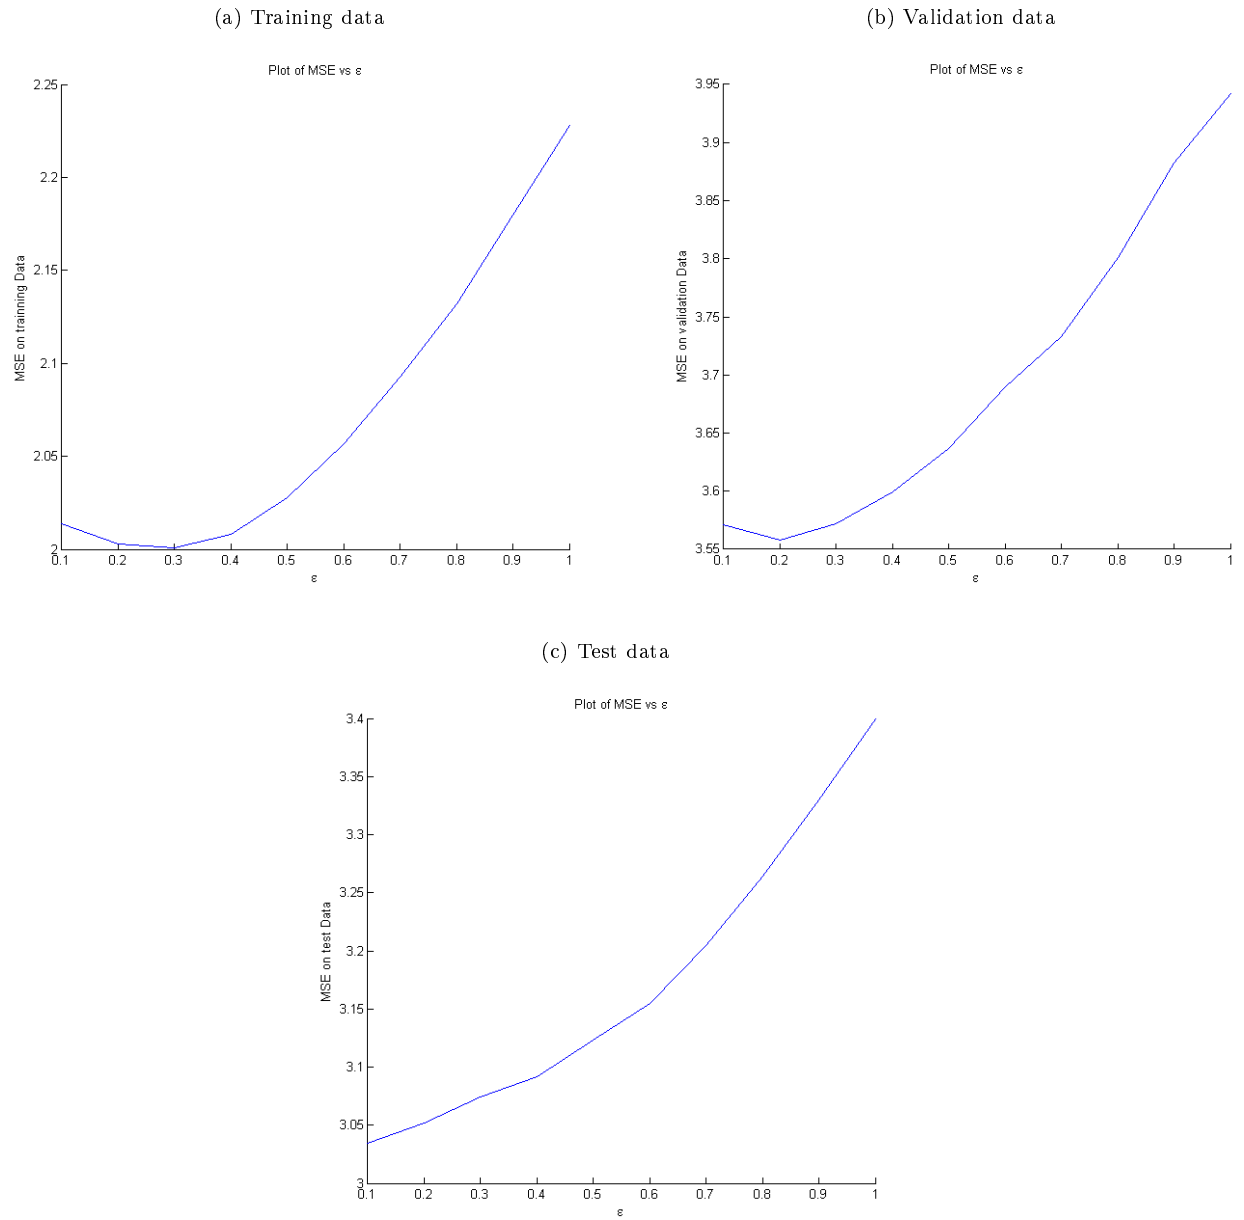 (a) Training data
(b) Validation data
Plot of MSE vs ε
2.25
2.2
2.15
2.1
2.05
2
MSE on trainning Data
0.1 0.2 0.3 0.4 0.5 0.6 0.7 0.8 0.9 1
ε
Plot of MSE vs ε
3.95
3.9
3.85
3.8
3.75
3.7
3.65
3.6
3.55
MSE on validation Data
0.1 0.2 0.3 0.4 0.5 0.6 0.7 0.8 0.9 1
ε
(c) Test data
Plot of MSE vs ε
3.4
3.35
3.3
3.25
3.2
3.15
3.1
3.05
3
MSE on test Data
0.1 0.2 0.3 0.4 0.5 0.6 0.7 0.8 0.9 1
ε